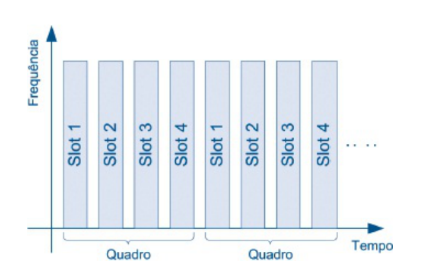 Frequência
Slot 1
Slot 2
Slot 3
Slot 4
Slot 1
Slot 2
Slot 3
Slot 4
.. ..
Tempo
Quadro
Quadro